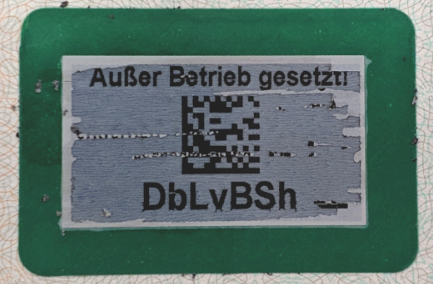 Außer Betrieb gesetzt!
DbLvBSh